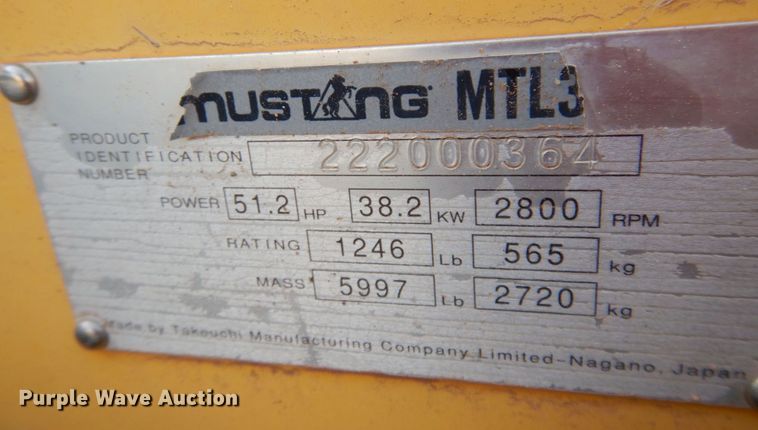 MUSTANG MTL3
PRODUCT IDENTIFICATION NUMBER 222000364
POWER 51.2 HP 38.2 KW 2800 RPM
RATING 1246 Lb 565 kg
MASS 5997 Lb 2720 kg
Made by Takeuchi Manufacturing Company Limited-Nagano, Japan
Purple Wave Auction